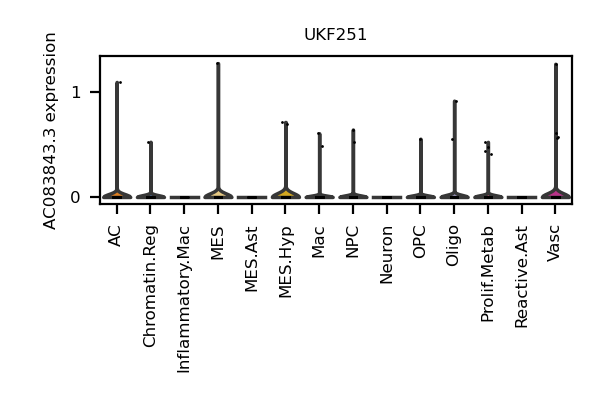 UKF251
AC083843.3 expression
1
0
AC
Chromatin.Reg
Inflammatory.Mac
MES
MES.Ast
MES.Hyp
Mac
NPC
Neuron
OPC
Oligo
Prolif.Metab
Reactive.Ast
Vasc